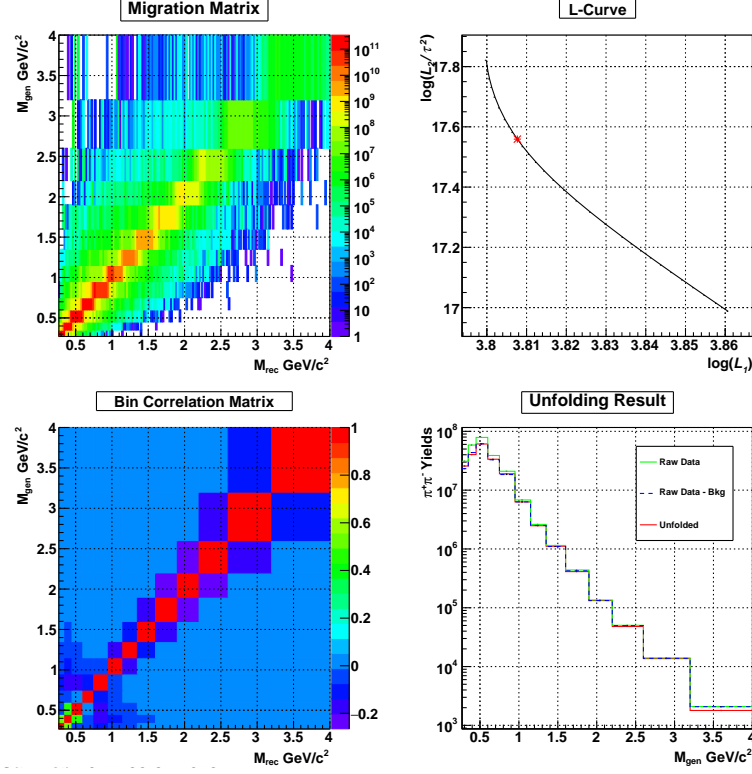 Migration Matrix
M_gen GeV/c²
4
3.5
3
2.5
2
1.5
1
0.5
0.5 1 1.5 2 2.5 3 3.5 4
M_rec GeV/c²
10¹¹
10¹⁰
10⁹
10⁸
10⁷
10⁶
10⁵
10⁴
10³
10²
10
1
L-Curve
log(L₂/τ²)
17.8
17.6
17.4
17.2
17
3.8 3.81 3.82 3.83 3.84 3.85 3.86
log(L₁)
Bin Correlation Matrix
M_gen GeV/c²
4
3.5
3
2.5
2
1.5
1
0.5
0.5 1 1.5 2 2.5 3 3.5 4
M_rec GeV/c²
1
0.8
0.6
0.4
0.2
0
−0.2
Unfolding Result
π⁺π⁻ Yields
10⁸
10⁷
10⁶
10⁵
10⁴
10³
Raw Data
Raw Data - Bkg
Unfolded
0.5 1 1.5 2 2.5 3 3.5 4
M_gen GeV/c²